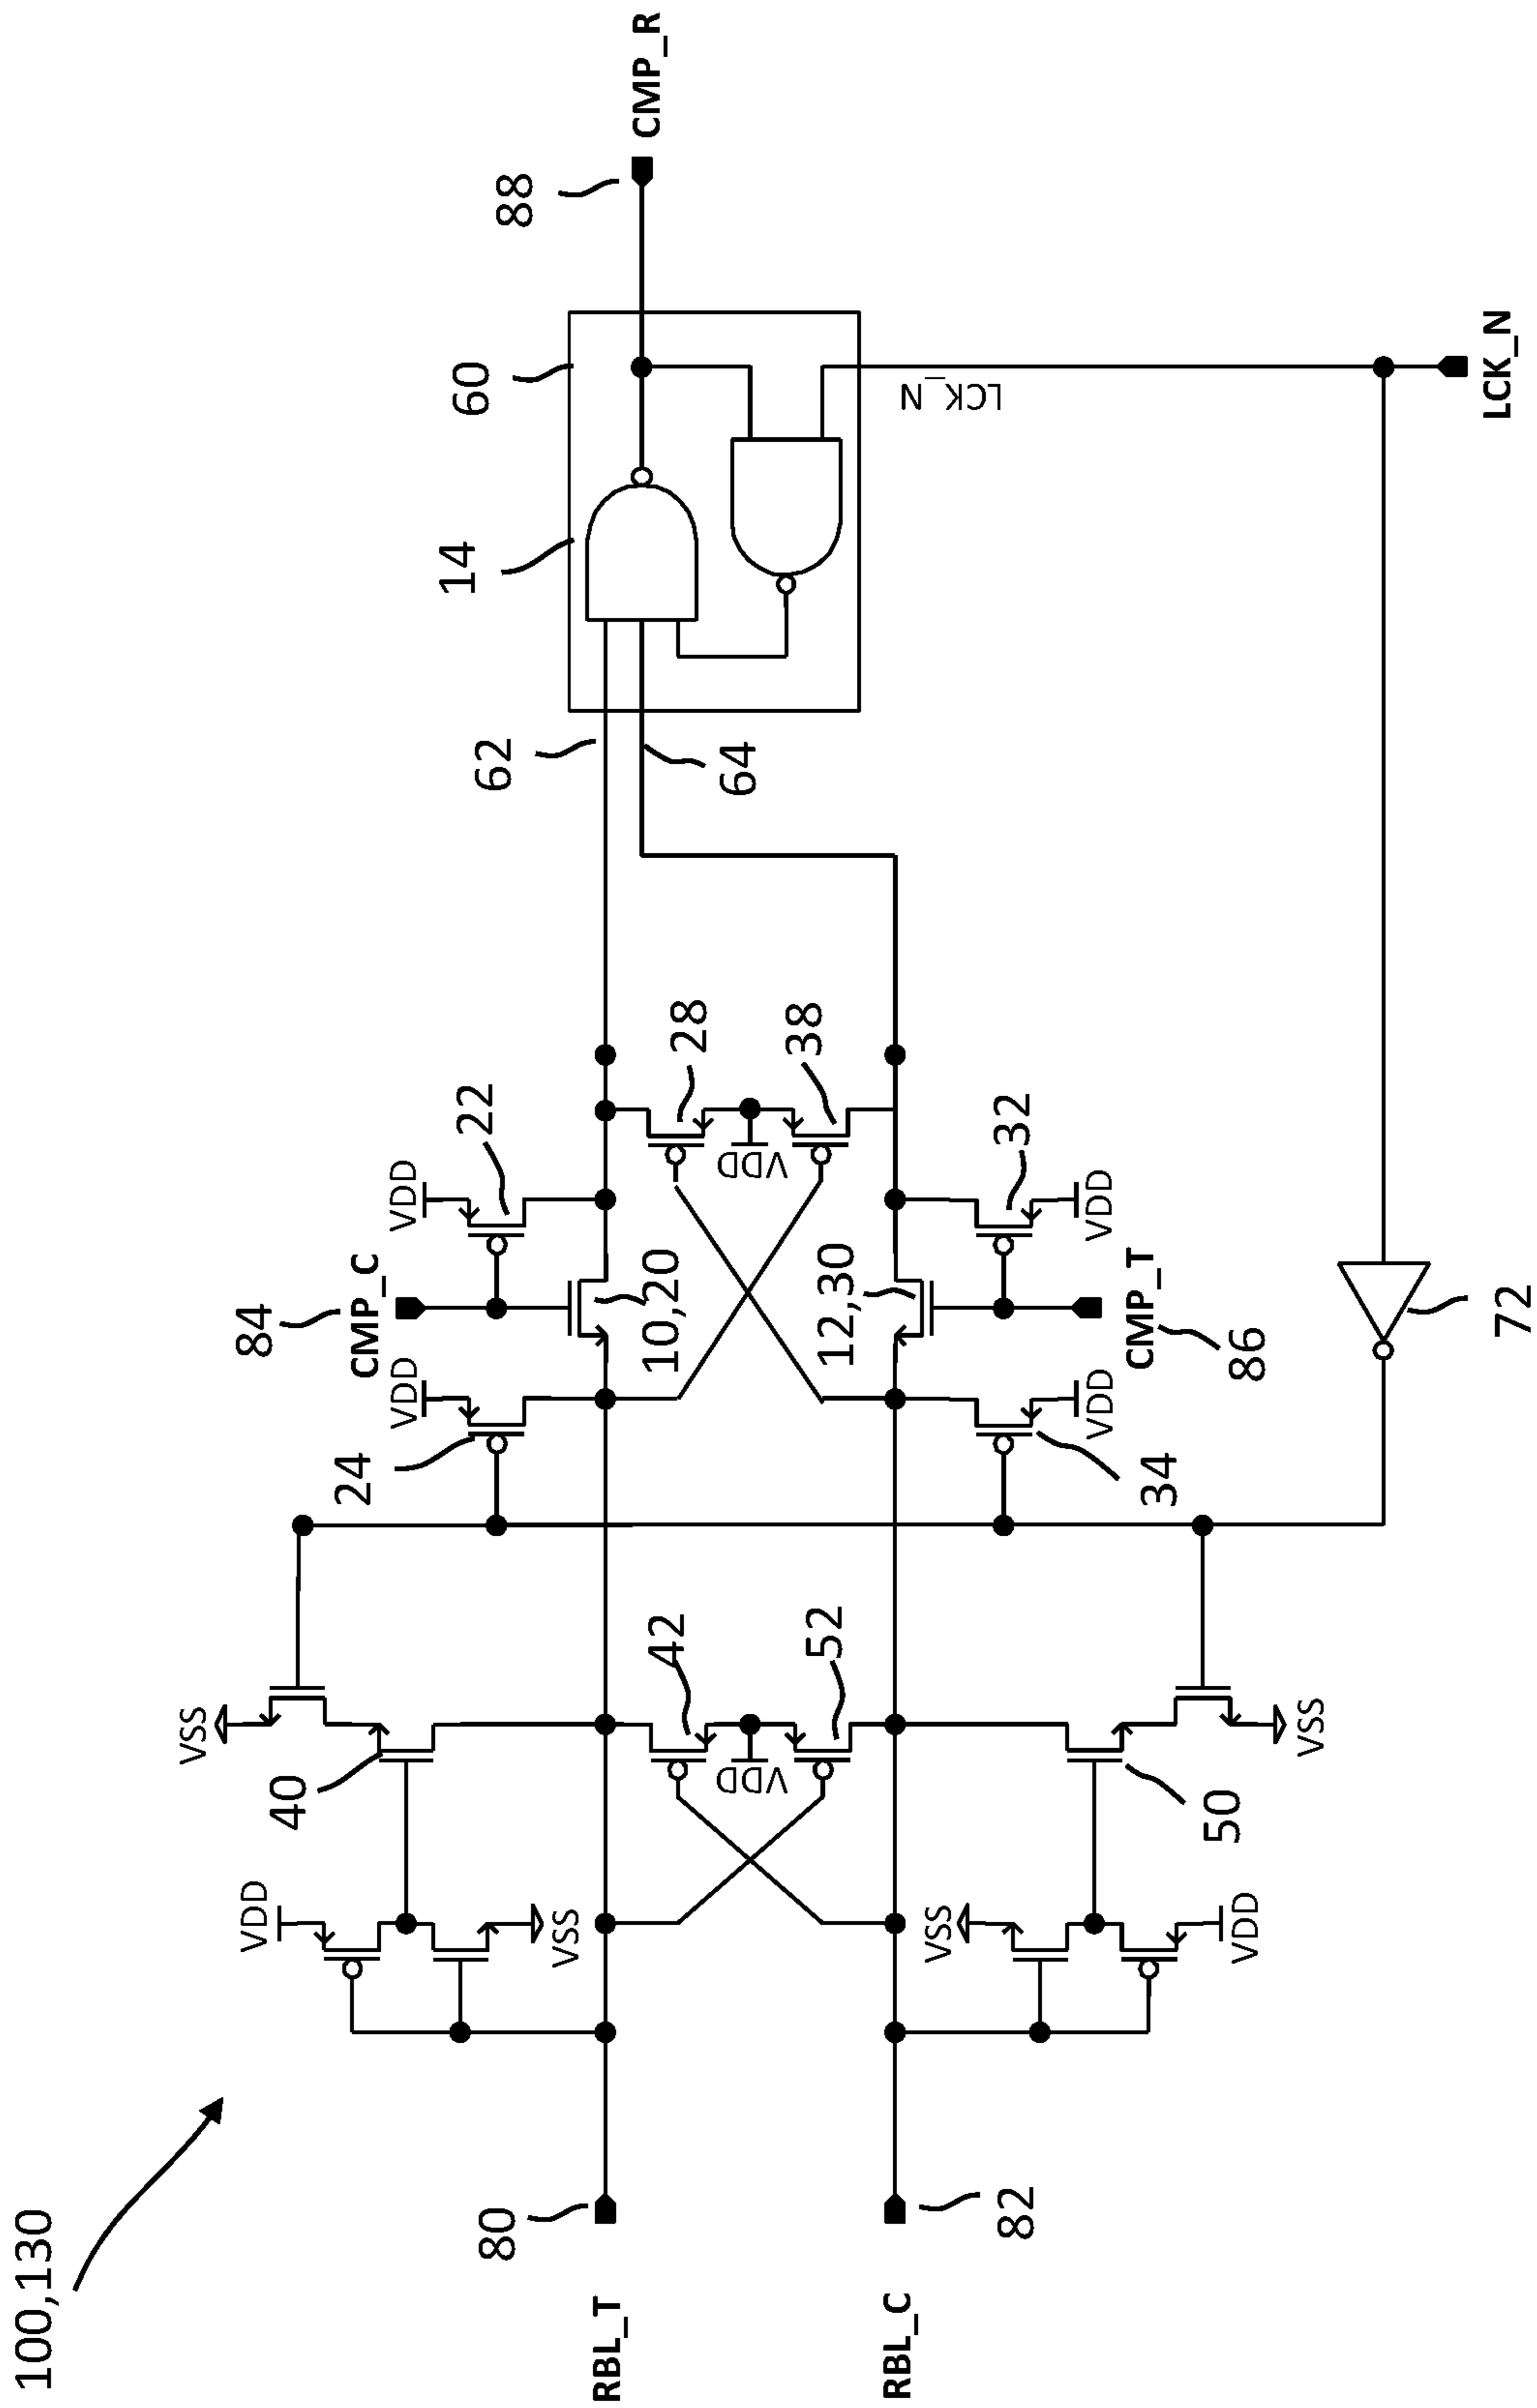 100,130
RBL_T
80
RBL_C
82
VDD
VSS
40
VSS
42
VDD
52
VSS
VDD
50
VSS
24
VDD
34
VDD
84
CMP_C
10,20
12,30
CMP_T
86
VDD
22
28
VDD
38
32
VDD
72
62
64
14
60
LCK_N
LCK_N
88
CMP_R